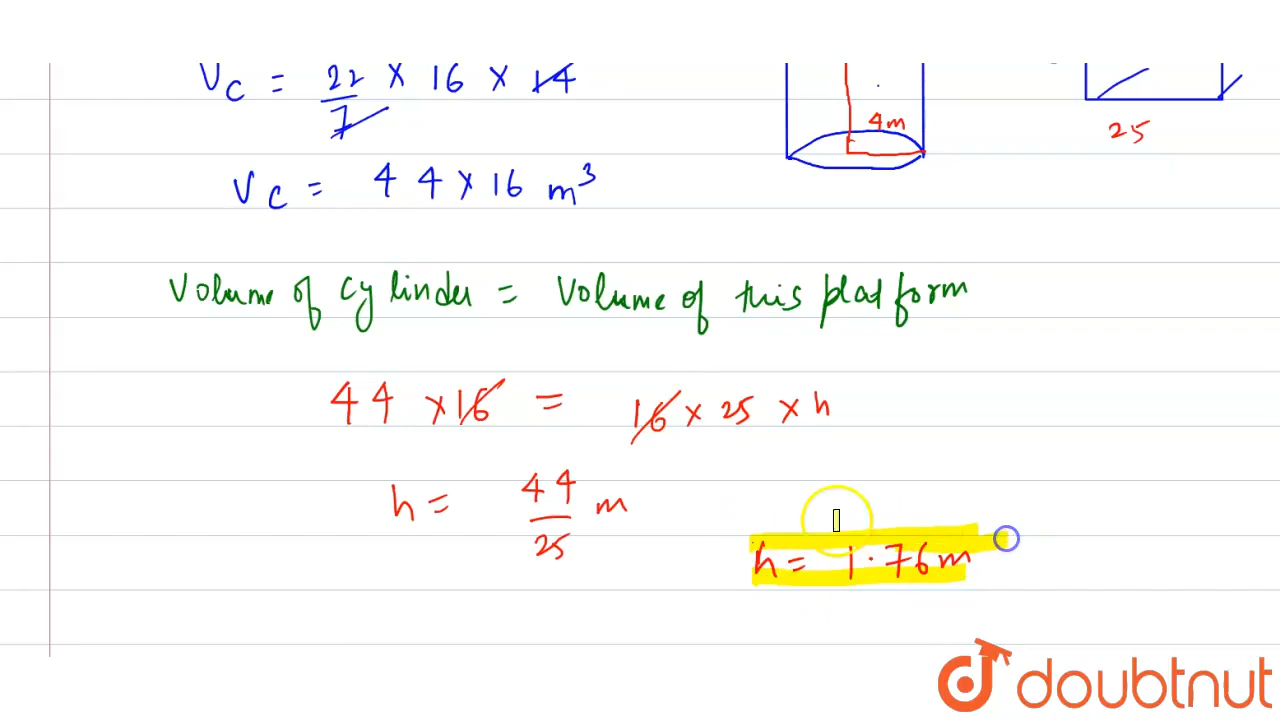 Vc = 22/7 × 16 × 14
4m
25
Vc = 44×16 m³
Volume of Cylinder = Volume of this platform
44 ×16 = 16 × 25 × h
h = 44/25 m
h = 1.76m
doubtnut